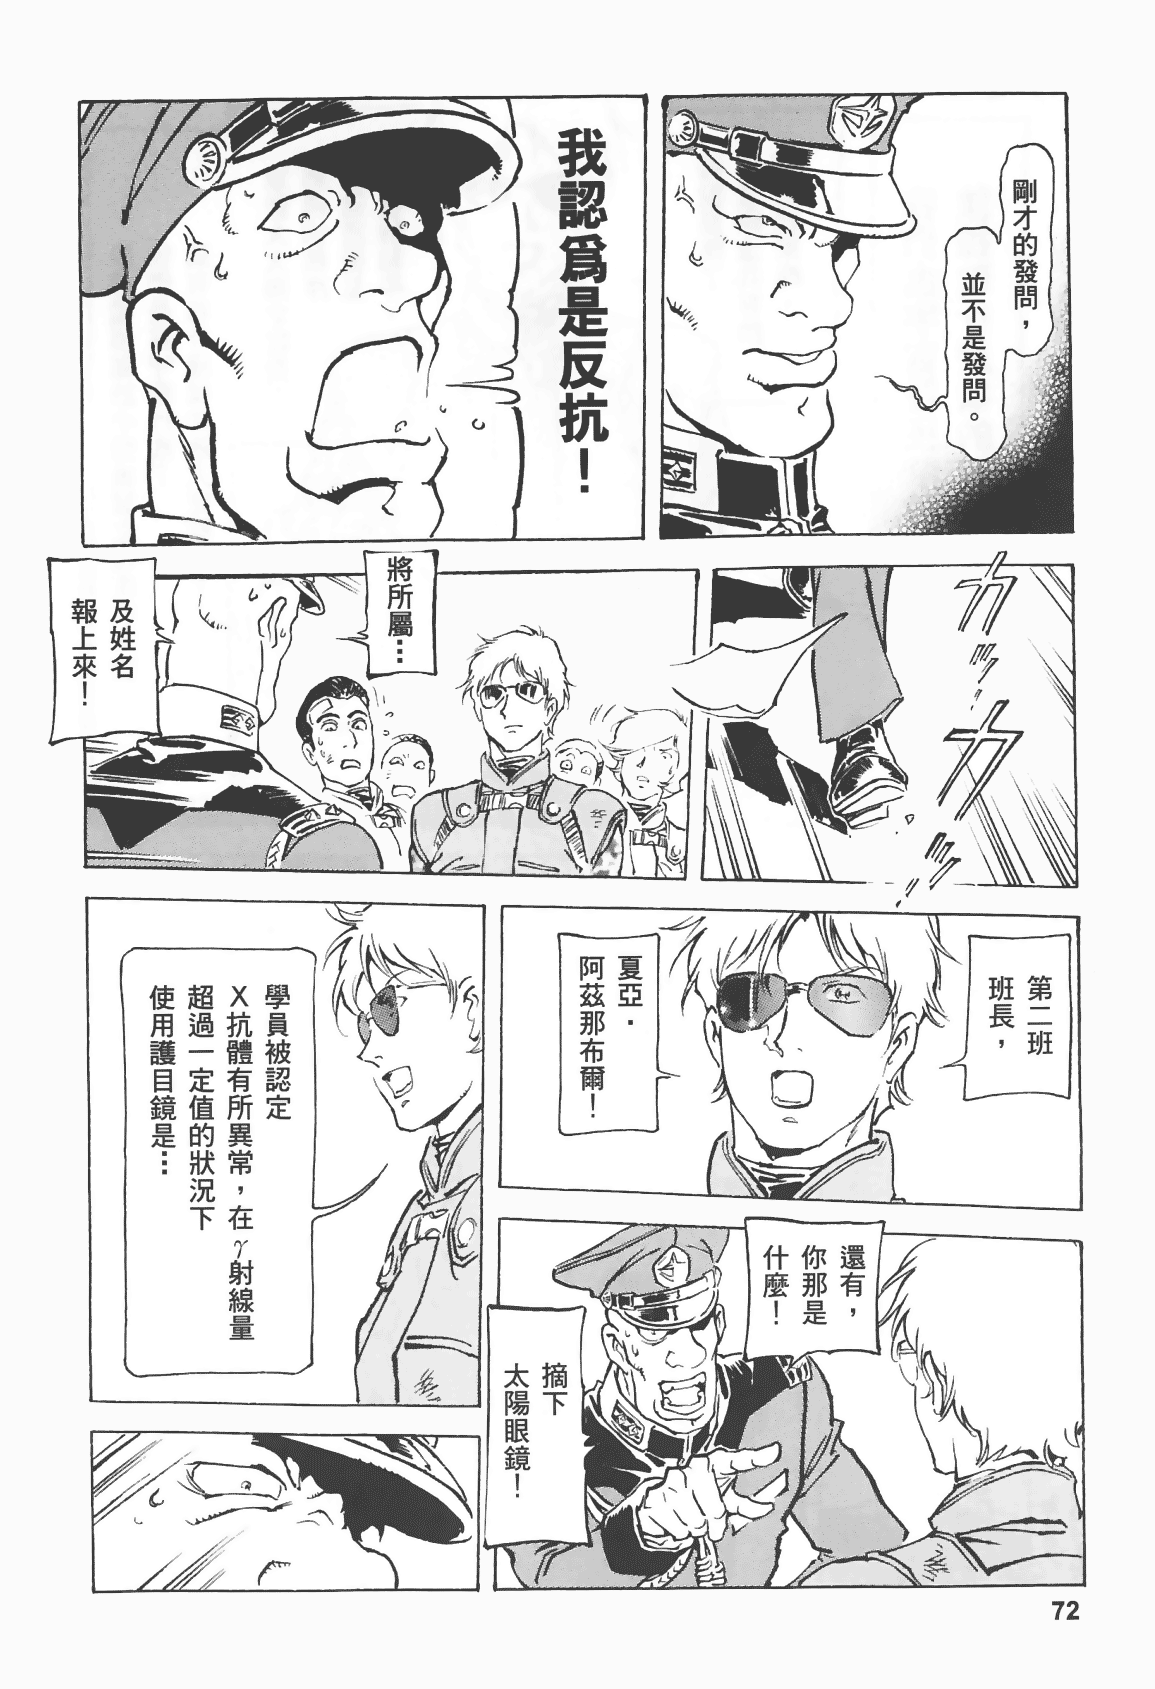 剛才的發問，
並不是發問。
我認爲是反抗！
カッ
カッ
將所屬…
及姓名
報上來！
第二班
班長，
夏亞．
阿茲那布爾！
學員被認定
X抗體有所異常，在γ射線量
超過一定值的狀況下
使用護目鏡是…
還有，
你那是
什麼！
摘下
太陽眼鏡！
72